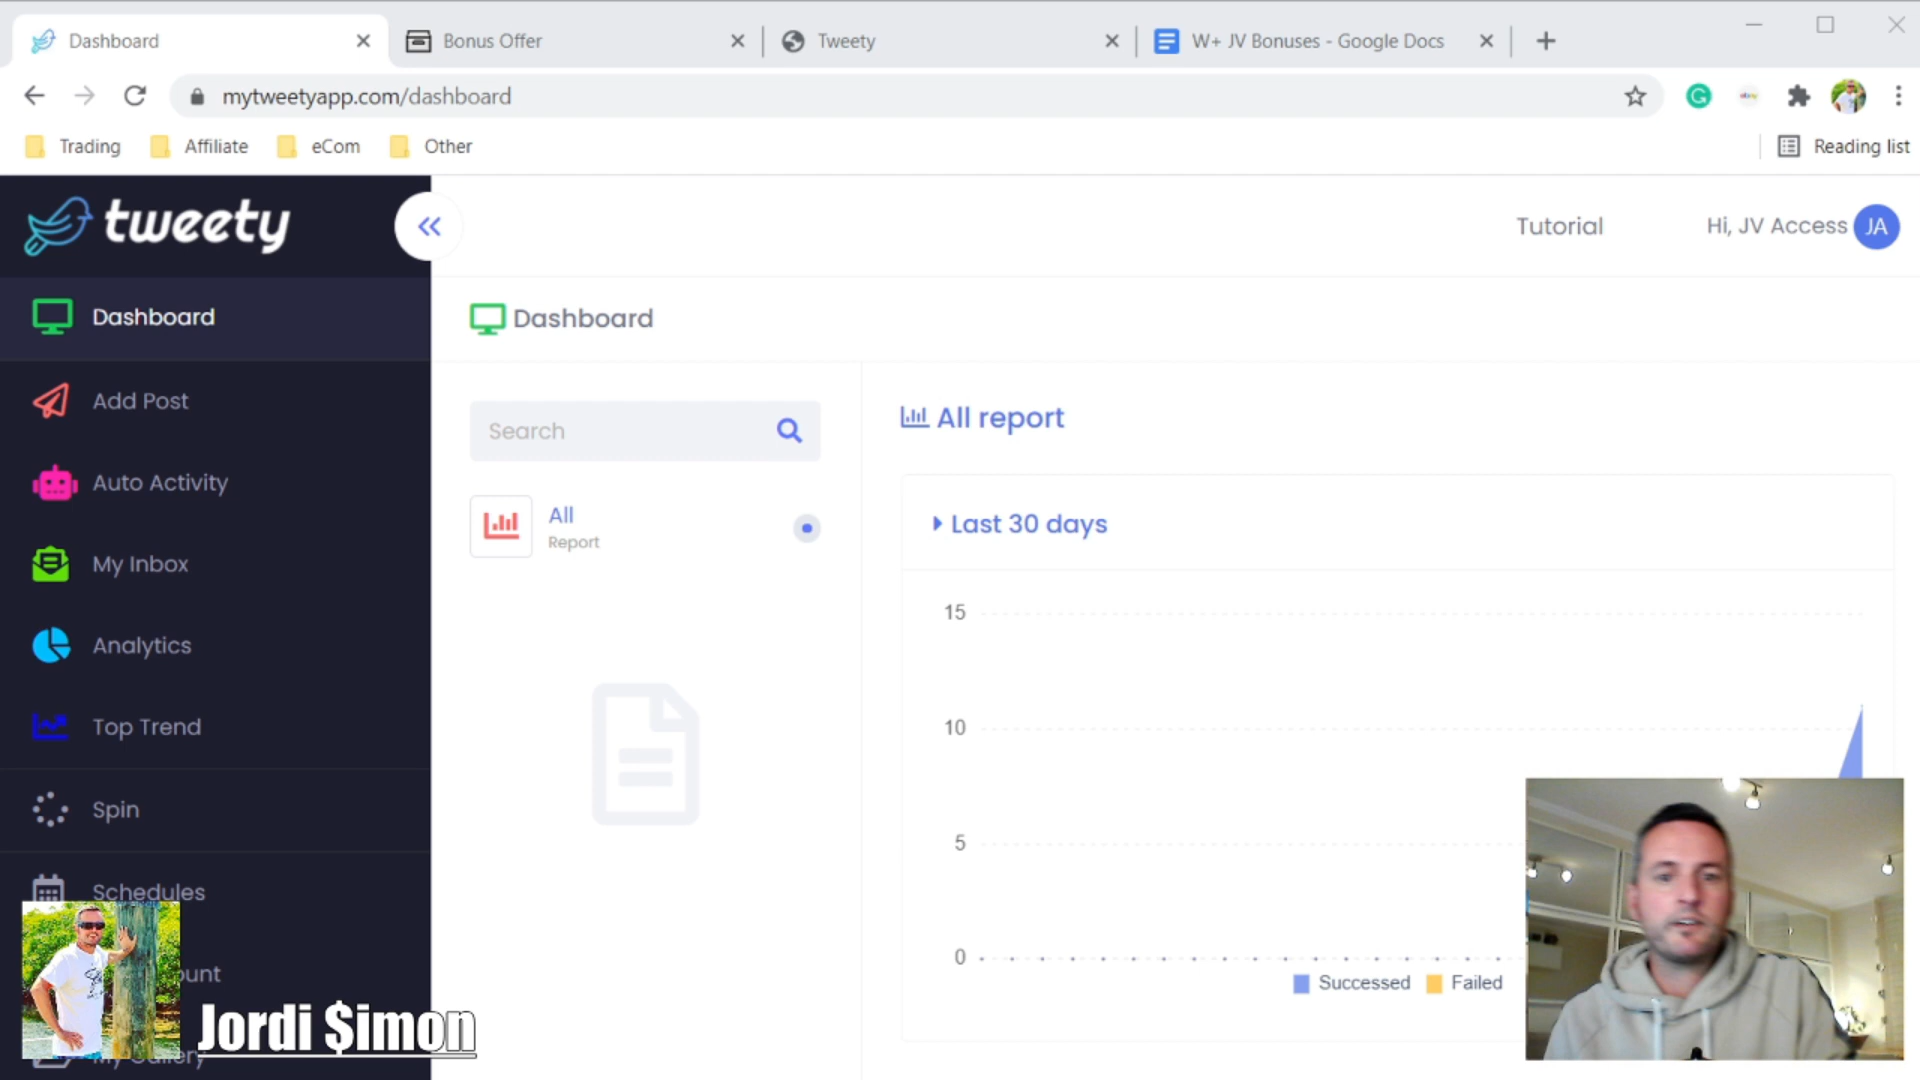 Dashboard
Bonus Offer
Tweety
W+ JV Bonuses - Google Docs
mytweetyapp.com/dashboard
Trading
Affiliate
eCom
Other
Reading list
tweety
Tutorial
Hi, JV Access
JA
Dashboard
Add Post
Auto Activity
My Inbox
Analytics
Top Trend
Spin
Schedules
Dashboard
Search
All
Report
All report
Last 30 days
15
10
5
0
Successed
Failed
Jordi $imon